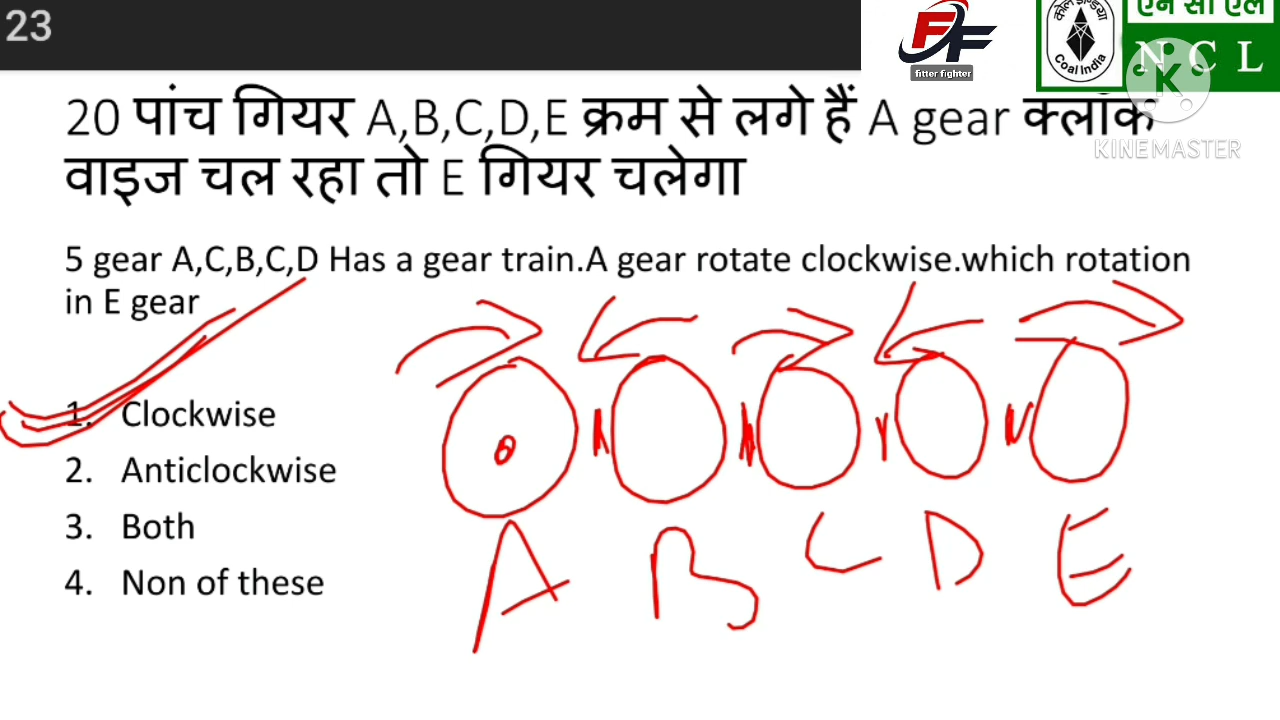 23
fitter fighter
कोल इण्डिया
Coal India
एन सी एल
N C L
K
KINEMASTER
20 पांच गियर A,B,C,D,E क्रम से लगे हैं A gear क्लॉक
वाइज चल रहा तो E गियर चलेगा
5 gear A,C,B,C,D Has a gear train.A gear rotate clockwise.which rotation
in E gear
1. Clockwise
2. Anticlockwise
3. Both
4. Non of these
A B C D E